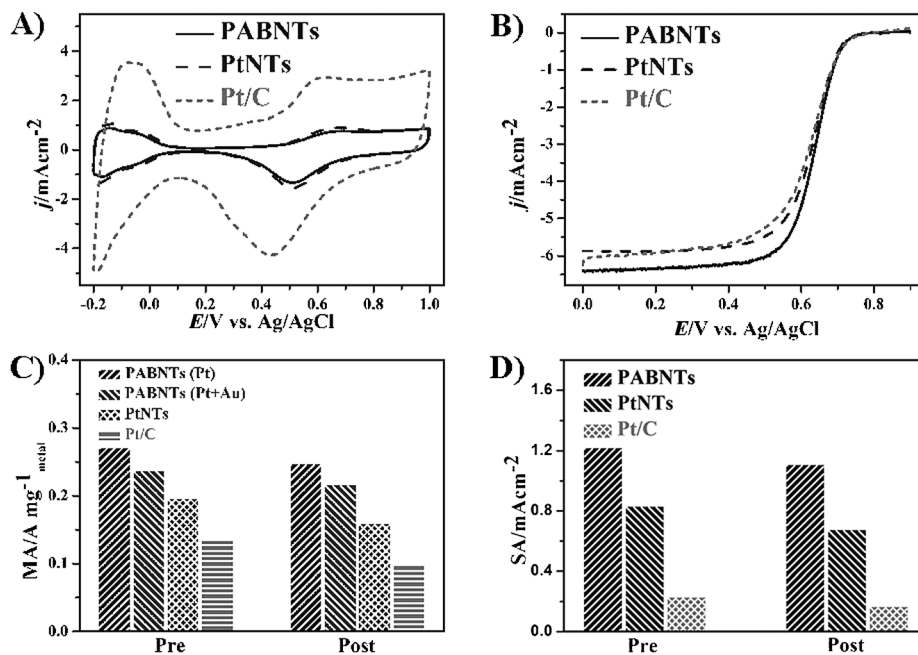 A)
PABNTs
PtNTs
Pt/C
j/mAcm-2
4
2
0
-2
-4
-0.2 0.0 0.2 0.4 0.6 0.8 1.0
E/V vs. Ag/AgCl
B)
PABNTs
PtNTs
Pt/C
j/mAcm-2
0
-1
-2
-3
-4
-5
-6
0.0 0.2 0.4 0.6 0.8
E/V vs. Ag/AgCl
C)
PABNTs (Pt)
PABNTs (Pt+Au)
PtNTs
Pt/C
MA/A mg-1 metal
0.4
0.3
0.2
0.1
0.0
Pre Post
D)
PABNTs
PtNTs
Pt/C
SA/mAcm-2
1.6
1.2
0.8
0.4
0.0
Pre Post